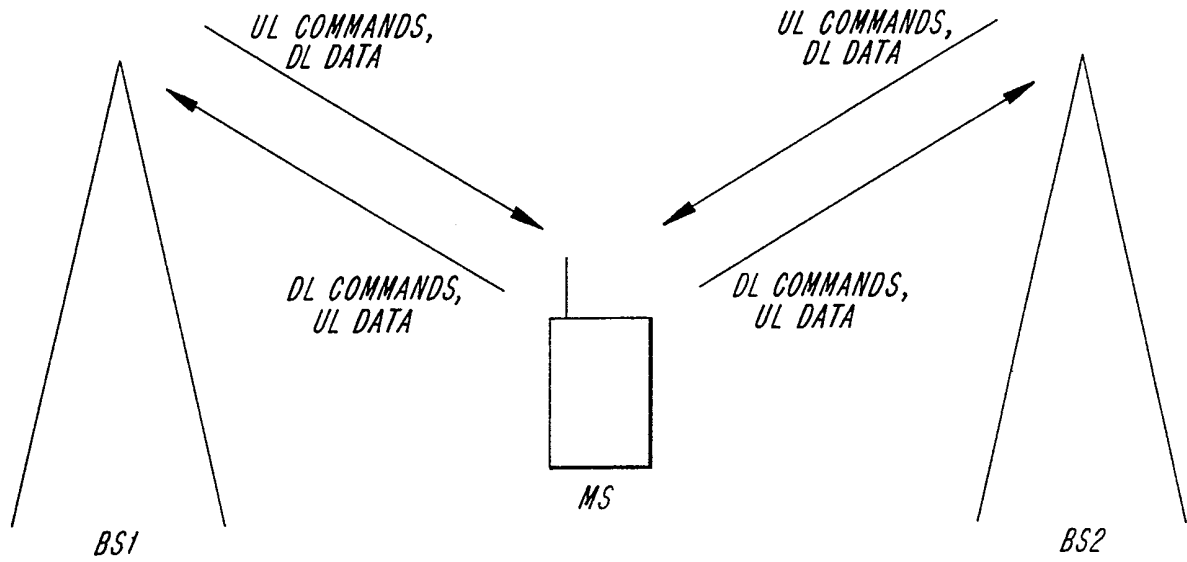 UL COMMANDS,
DL DATA
UL COMMANDS,
DL DATA
DL COMMANDS,
UL DATA
DL COMMANDS,
UL DATA
MS
BS1
BS2